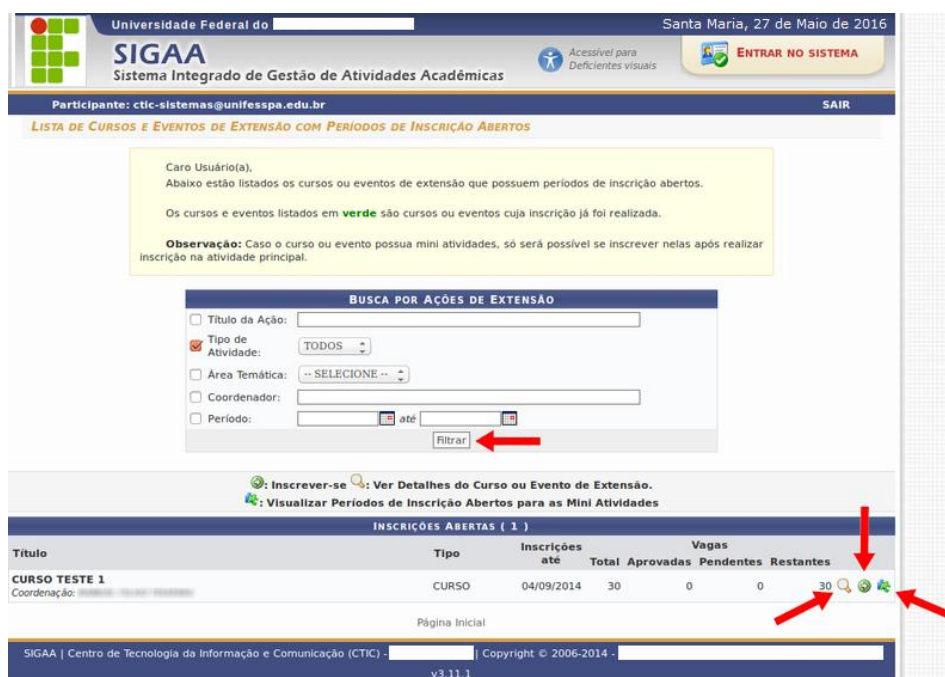 Universidade Federal do
Santa Maria, 27 de Maio de 2016
SIGAA
Sistema Integrado de Gestão de Atividades Acadêmicas
Acessível para
Deficientes visuais
ENTRAR NO SISTEMA
Participante: ctic-sistemas@unifesspa.edu.br
SAIR
LISTA DE CURSOS E EVENTOS DE EXTENSÃO COM PERÍODOS DE INSCRIÇÃO ABERTOS
Caro Usuário(a),
Abaixo estão listados os cursos ou eventos de extensão que possuem períodos de inscrição abertos.
Os cursos e eventos listados em verde são cursos ou eventos cuja inscrição já foi realizada.
Observação: Caso o curso ou evento possua mini atividades, só será possível se inscrever nelas após realizar
inscrição na atividade principal.
BUSCA POR AÇÕES DE EXTENSÃO
Título da Ação:
Tipo de
Atividade:
TODOS
Área Temática: -- SELECIONE --
Coordenador:
Período: até
Filtrar
: Inscrever-se : Ver Detalhes do Curso ou Evento de Extensão.
: Visualizar Períodos de Inscrição Abertos para as Mini Atividades
INSCRIÇÕES ABERTAS ( 1 )
Título Tipo Inscrições até Vagas
Total Aprovadas Pendentes Restantes
CURSO TESTE 1 CURSO 04/09/2014 30 0 0 30
Coordenação:
Página Inicial
SIGAA | Centro de Tecnologia da Informação e Comunicação (CTIC) - | Copyright © 2006-2014 -
v3.11.1